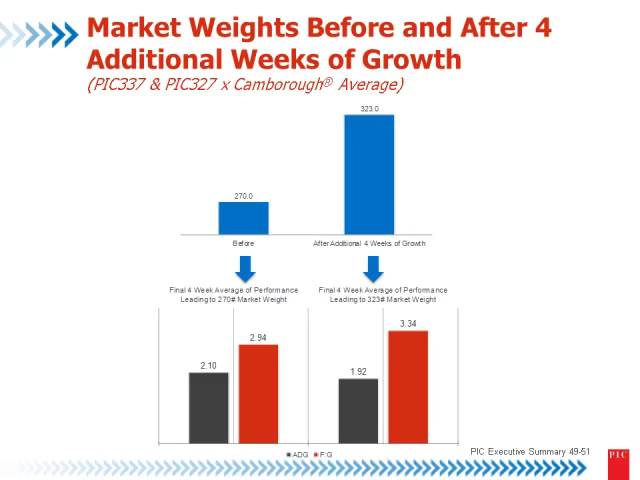 Market Weights Before and After 4
Additional Weeks of Growth
(PIC337 & PIC327 x Camborough® Average)
323.0
270.0
Before
After Additional 4 Weeks of Growth
Final 4 Week Average of Performance
Leading to 270# Market Weight
Final 4 Week Average of Performance
Leading to 323# Market Weight
2.10
2.94
1.92
3.34
ADG F:G
PIC Executive Summary 49-51
PIC